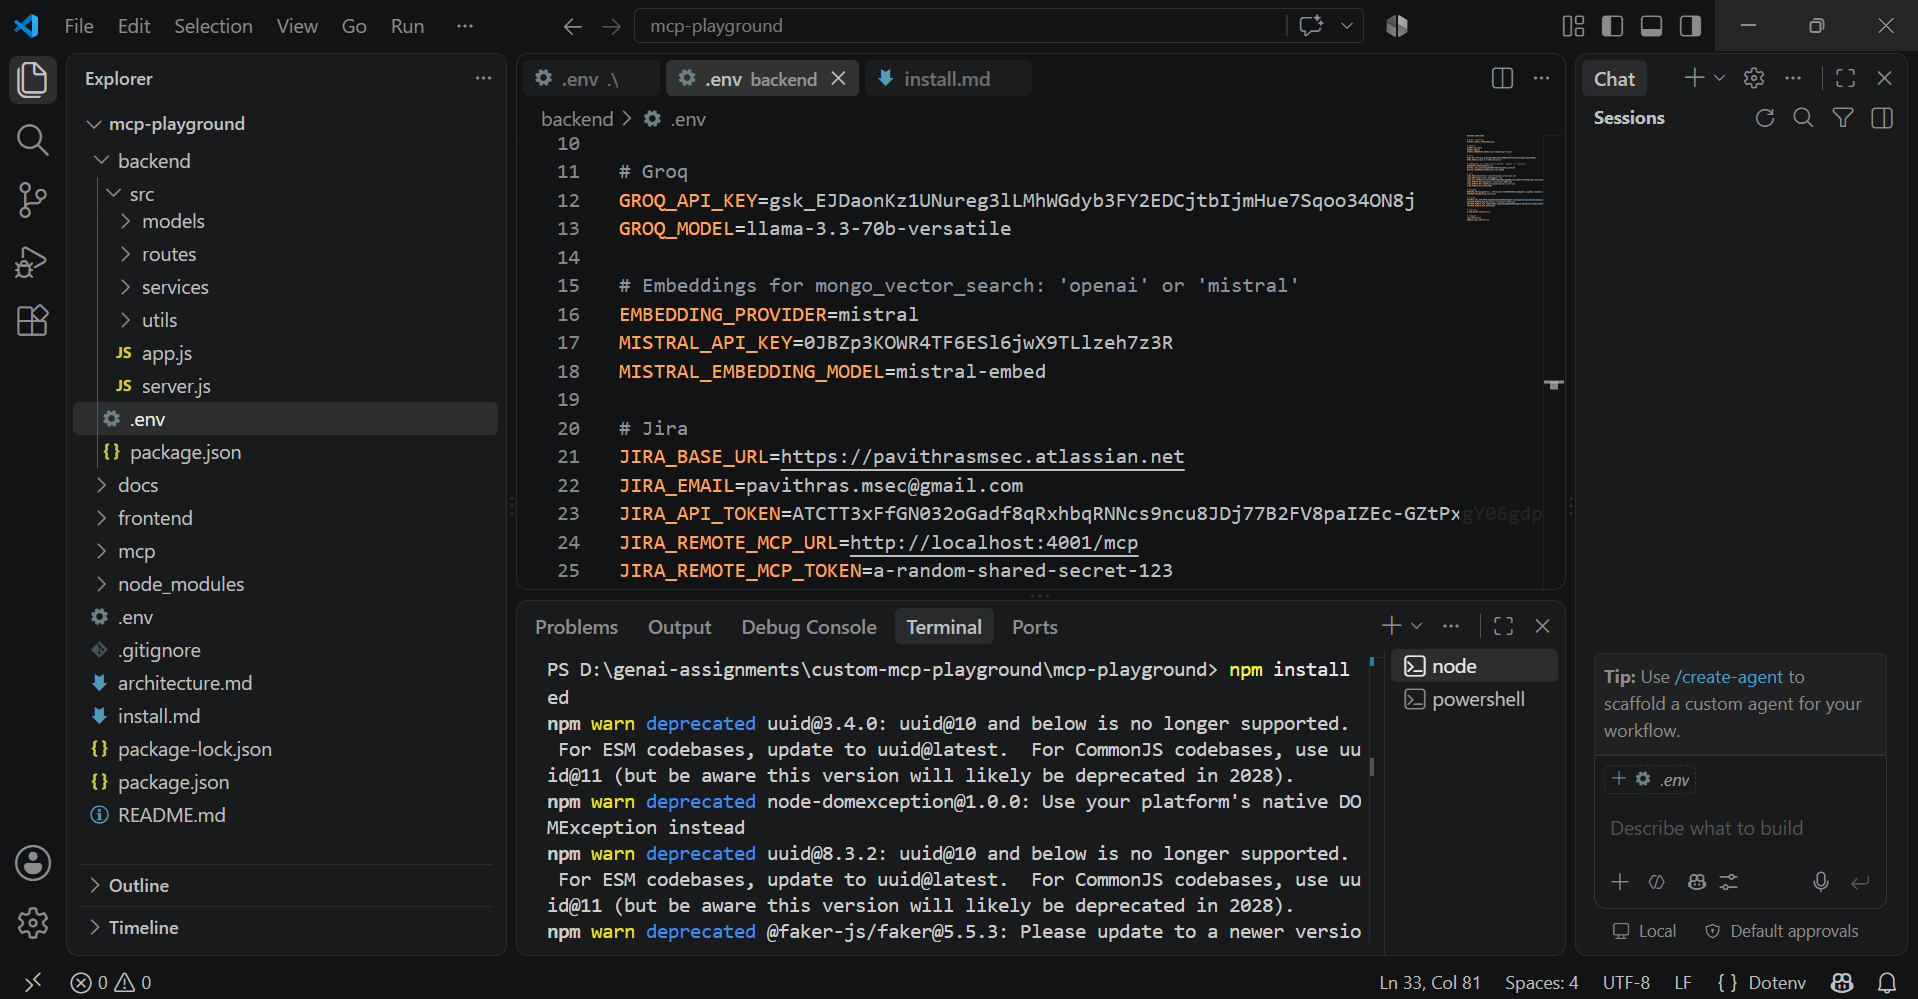 File Edit Selection View Go Run ···
mcp-playground
Explorer
mcp-playground
backend
src
models
routes
services
utils
JS app.js
JS server.js
.env
{} package.json
docs
frontend
mcp
node_modules
.env
.gitignore
architecture.md
install.md
{} package-lock.json
{} package.json
README.md
Outline
Timeline
.env .\
.env backend
install.md
backend > .env
10
11 # Groq
12 GROQ_API_KEY=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
13 GROQ_MODEL=llama-3.3-70b-versatile
14
15 # Embeddings for mongo_vector_search: 'openai' or 'mistral'
16 EMBEDDING_PROVIDER=mistral
17 MISTRAL_API_KEY=0JBZp3KOWR4TF6ESl6jwX9TLlzeh7z3R
18 MISTRAL_EMBEDDING_MODEL=mistral-embed
19
20 # Jira
21 JIRA_BASE_URL=https://pavithrasmsec.atlassian.net
22 JIRA_EMAIL=pavithras.msec@gmail.com
23 JIRA_API_TOKEN=ATCTT3xFfGN032oGadf8qRxhbqRNNcs9ncu8JDj77B2FV8paIZEc-GZtPxgY06gdp
24 JIRA_REMOTE_MCP_URL=http://localhost:4001/mcp
25 JIRA_REMOTE_MCP_TOKEN=a-random-shared-secret-123
Problems Output Debug Console Terminal Ports
PS D:\genai-assignments\custom-mcp-playground\mcp-playground> npm install
ed
npm warn deprecated uuid@3.4.0: uuid@10 and below is no longer supported.
For ESM codebases, update to uuid@latest. For CommonJS codebases, use uu
id@11 (but be aware this version will likely be deprecated in 2028).
npm warn deprecated node-domexception@1.0.0: Use your platform's native DO
MException instead
npm warn deprecated uuid@8.3.2: uuid@10 and below is no longer supported.
For ESM codebases, update to uuid@latest. For CommonJS codebases, use uu
id@11 (but be aware this version will likely be deprecated in 2028).
npm warn deprecated @faker-js/faker@5.5.3: Please update to a newer versio
node
powershell
Chat
Sessions
Tip: Use /create-agent to
scaffold a custom agent for your
workflow.
.env
Describe what to build
Local Default approvals
0 0
Ln 33, Col 81 Spaces: 4 UTF-8 LF {} Dotenv